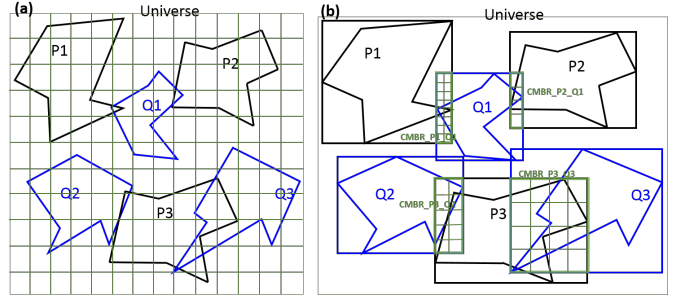 (a)
Universe
P1
P2
Q1
Q2
P3
Q3
(b)
Universe
P1
P2
Q1
CMBR_P2_Q1
CMBR_P1_Q1
Q2
CMBR_P3_Q2
P3
CMBR_P3_Q3
Q3